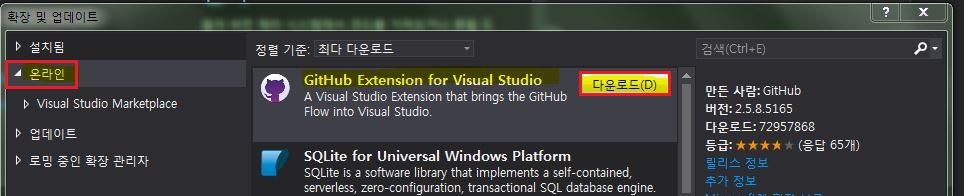 확장 및 업데이트
? X
▷ 설치됨
정렬 기준: 최다 다운로드
검색(Ctrl+E)
온라인
▷ Visual Studio Marketplace
▷ 업데이트
▷ 로밍 중인 확장 관리자
GitHub Extension for Visual Studio
A Visual Studio Extension that brings the GitHub
Flow into Visual Studio.
다운로드(D)
SQLite for Universal Windows Platform
SQLite is a software library that implements a self-contained,
serverless, zero-configuration, transactional SQL database engine.
만든 사람: GitHub
버전: 2.5.8.5165
다운로드: 72957868
등급: ★★★★★ (응답 65개)
릴리스 정보
추가 정보